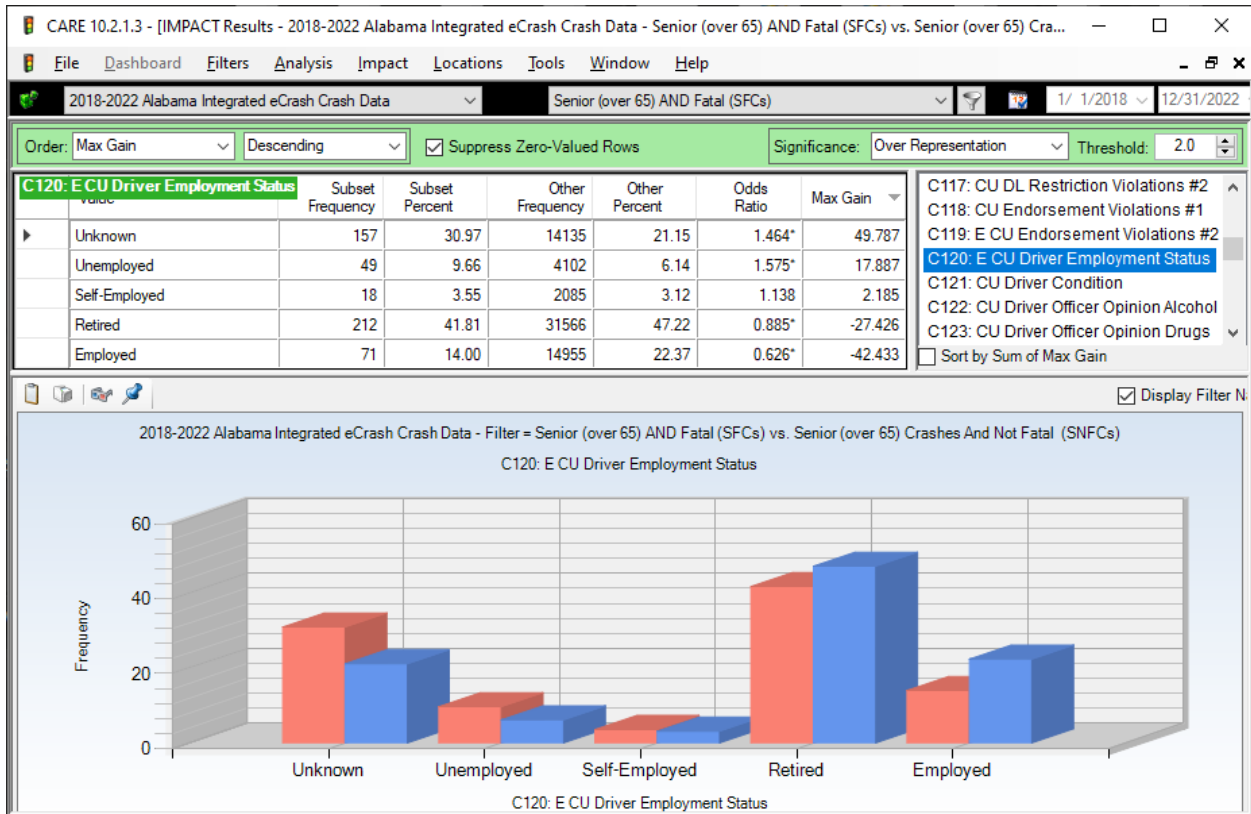 CARE 10.2.1.3 - [IMPACT Results - 2018-2022 Alabama Integrated eCrash Crash Data - Senior (over 65) AND Fatal (SFCs) vs. Senior (over 65) Cra...
File Dashboard Filters Analysis Impact Locations Tools Window Help
2018-2022 Alabama Integrated eCrash Crash Data Senior (over 65) AND Fatal (SFCs) 1/ 1/2018 12/31/2022
Order: Max Gain Descending Suppress Zero-Valued Rows Significance: Over Representation Threshold: 2.0
C120: E CU Driver Employment Status
Subset Frequency Subset Percent Other Frequency Other Percent Odds Ratio Max Gain
Unknown 157 30.97 14135 21.15 1.464* 49.787
Unemployed 49 9.66 4102 6.14 1.575* 17.887
Self-Employed 18 3.55 2085 3.12 1.138 2.185
Retired 212 41.81 31566 47.22 0.885* -27.426
Employed 71 14.00 14955 22.37 0.626* -42.433
C117: CU DL Restriction Violations #2
C118: CU Endorsement Violations #1
C119: E CU Endorsement Violations #2
C120: E CU Driver Employment Status
C121: CU Driver Condition
C122: CU Driver Officer Opinion Alcohol
C123: CU Driver Officer Opinion Drugs
Sort by Sum of Max Gain
Display Filter N
2018-2022 Alabama Integrated eCrash Crash Data - Filter = Senior (over 65) AND Fatal (SFCs) vs. Senior (over 65) Crashes And Not Fatal (SNFCs)
C120: E CU Driver Employment Status
Frequency
60
40
20
0
Unknown Unemployed Self-Employed Retired Employed
C120: E CU Driver Employment Status